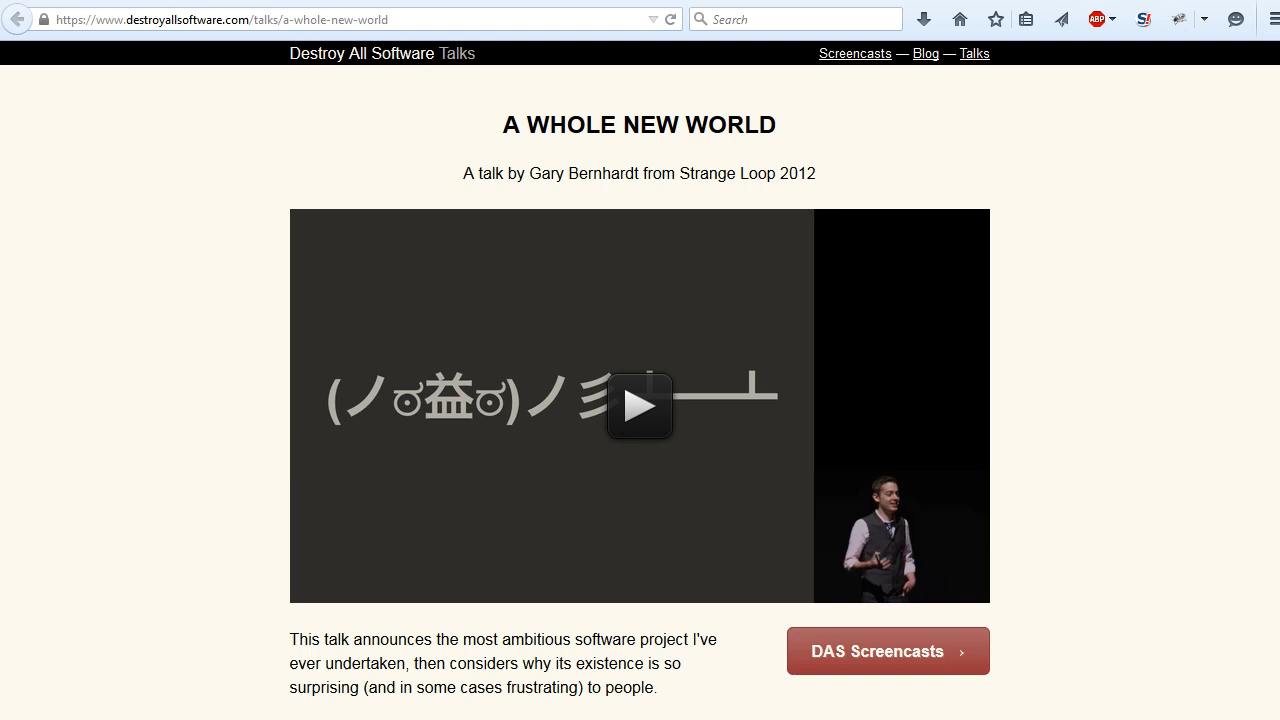 https://www.destroyallsoftware.com/talks/a-whole-new-world
Search
ABP
S!
Destroy All Software Talks
Screencasts — Blog — Talks
A WHOLE NEW WORLD
A talk by Gary Bernhardt from Strange Loop 2012
(ノಠ益ಠ)ノ彡┻━┻
This talk announces the most ambitious software project I've
ever undertaken, then considers why its existence is so
surprising (and in some cases frustrating) to people.
DAS Screencasts ›